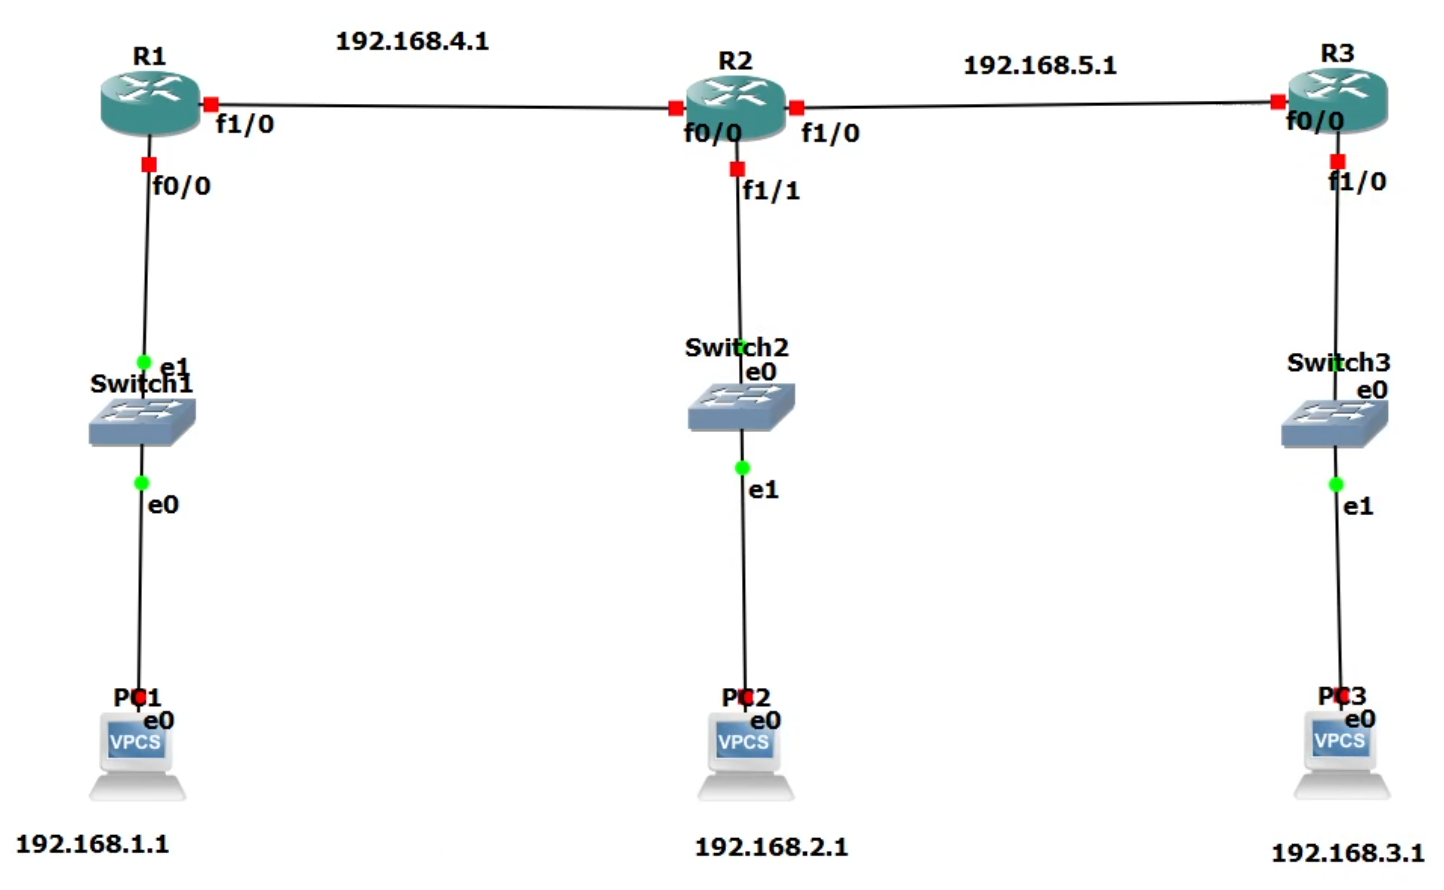 192.168.4.1
R1
R2
R3
192.168.5.1
f1/0
f0/0
f1/0
f0/0
f0/0
f1/1
f1/0
e1
Switch1
Switch2
e0
Switch3
e0
e0
e1
e1
PC1
e0
VPCS
PC2
e0
VPCS
PC3
e0
VPCS
192.168.1.1
192.168.2.1
192.168.3.1